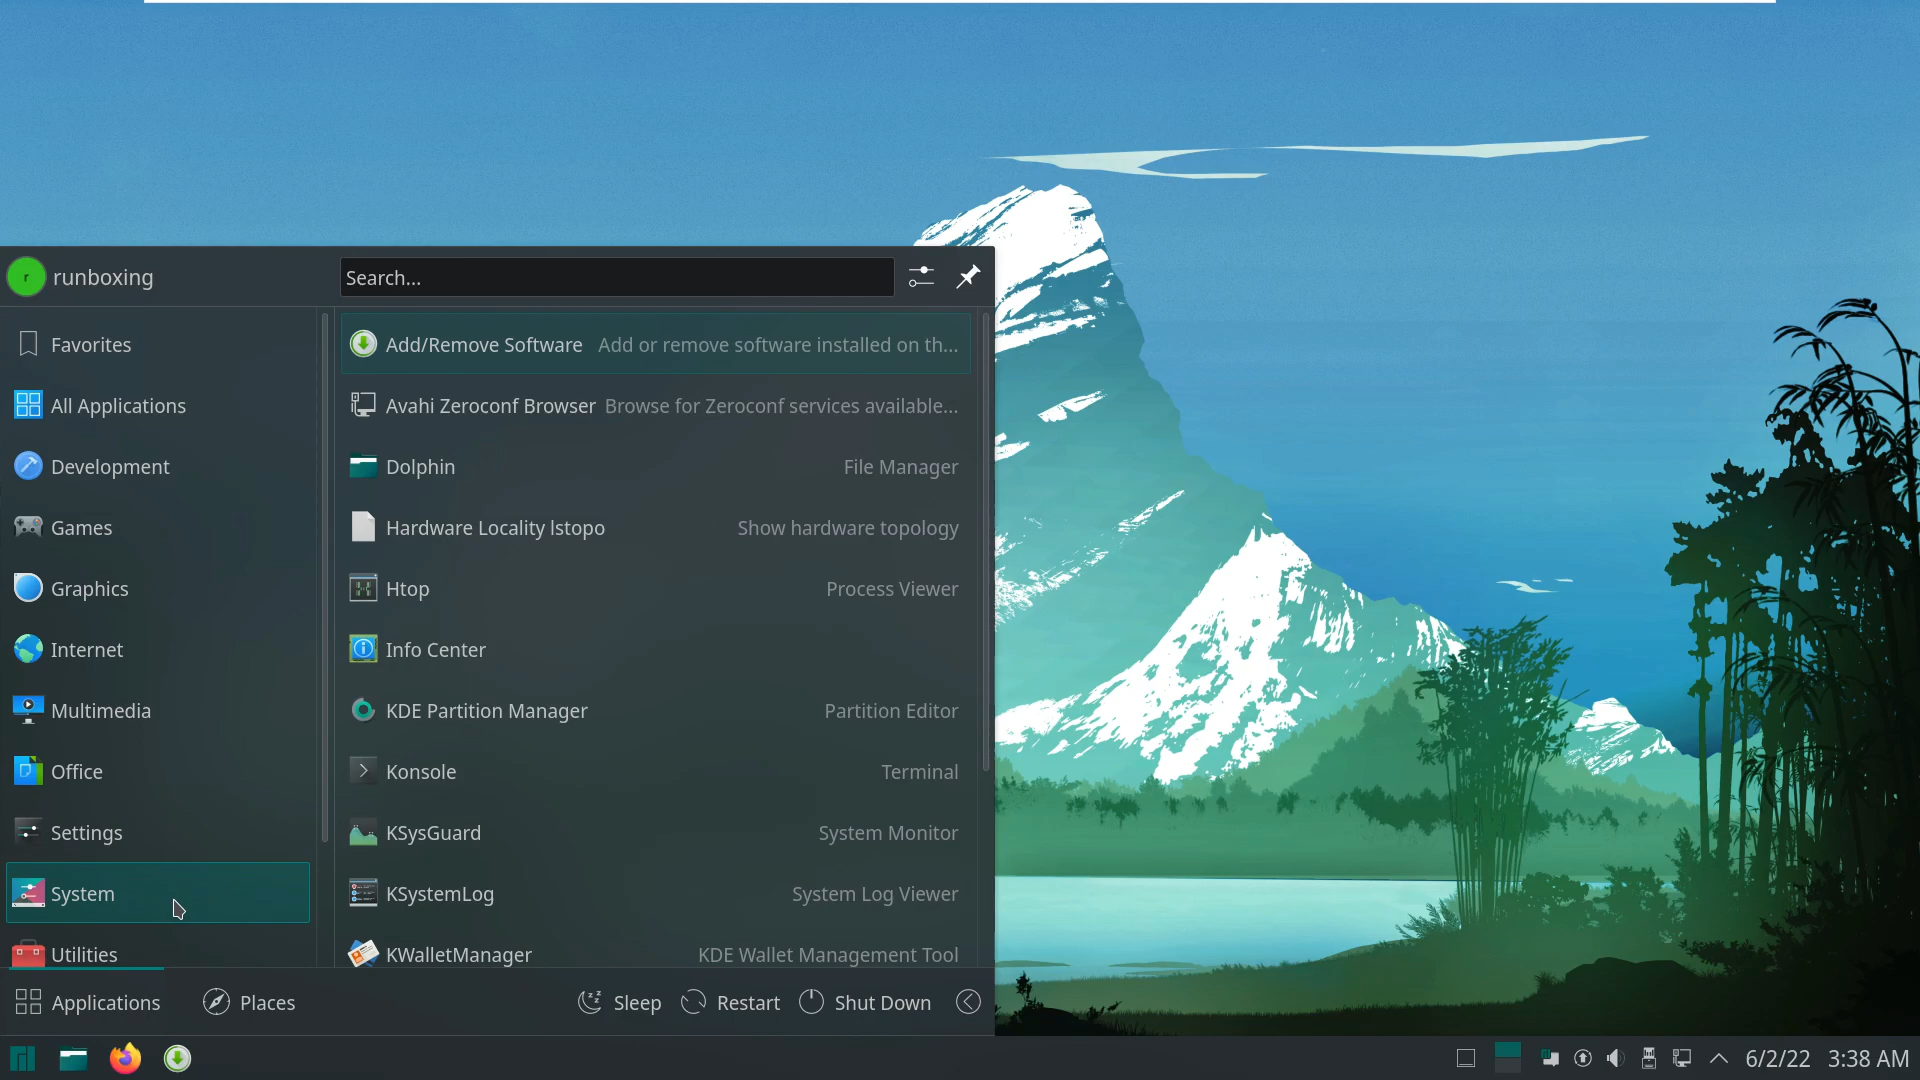 r runboxing
Search...
Favorites
All Applications
Development
Games
Graphics
Internet
Multimedia
Office
Settings
System
Utilities
Add/Remove Software Add or remove software installed on th...
Avahi Zeroconf Browser Browse for Zeroconf services available...
Dolphin File Manager
Hardware Locality lstopo Show hardware topology
Htop Process Viewer
Info Center
KDE Partition Manager Partition Editor
Konsole Terminal
KSysGuard System Monitor
KSystemLog System Log Viewer
KWalletManager KDE Wallet Management Tool
Applications Places Sleep Restart Shut Down
6/2/22 3:38 AM